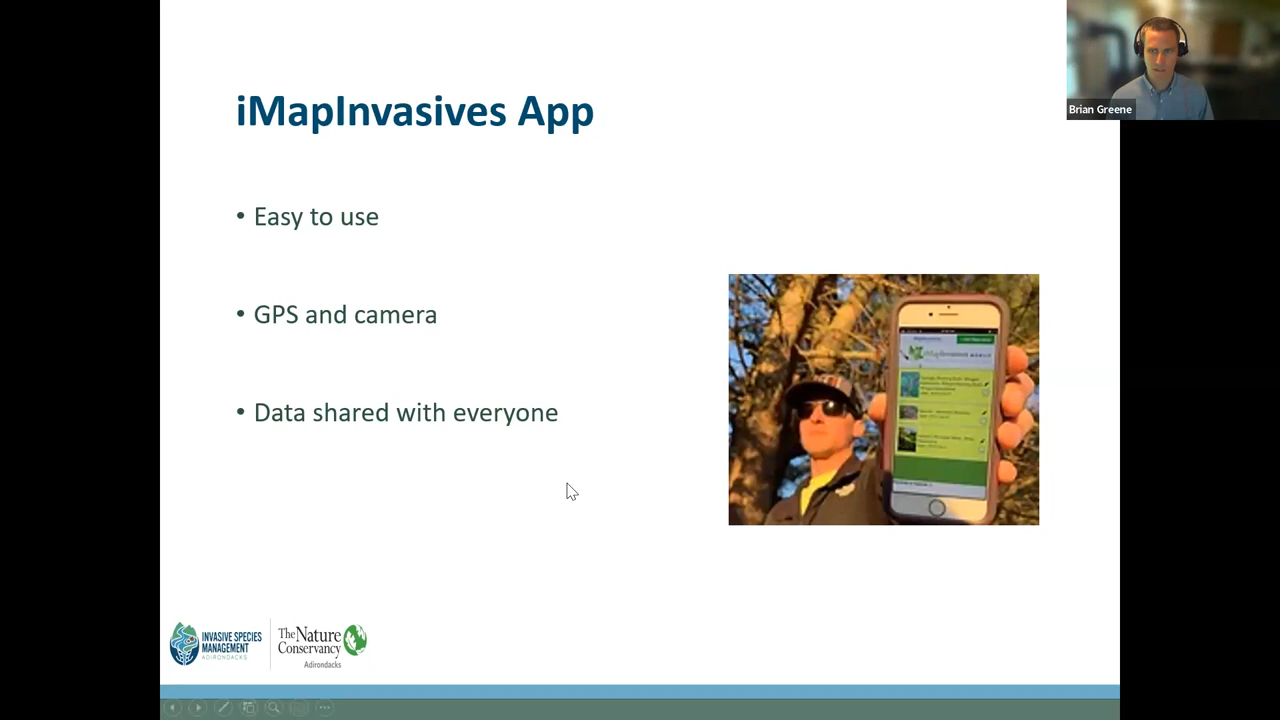 iMapInvasives App
Brian Greene
• Easy to use
• GPS and camera
• Data shared with everyone
INVASIVE SPECIES
MANAGEMENT
ADIRONDACKS
The Nature
Conservancy
Adirondacks